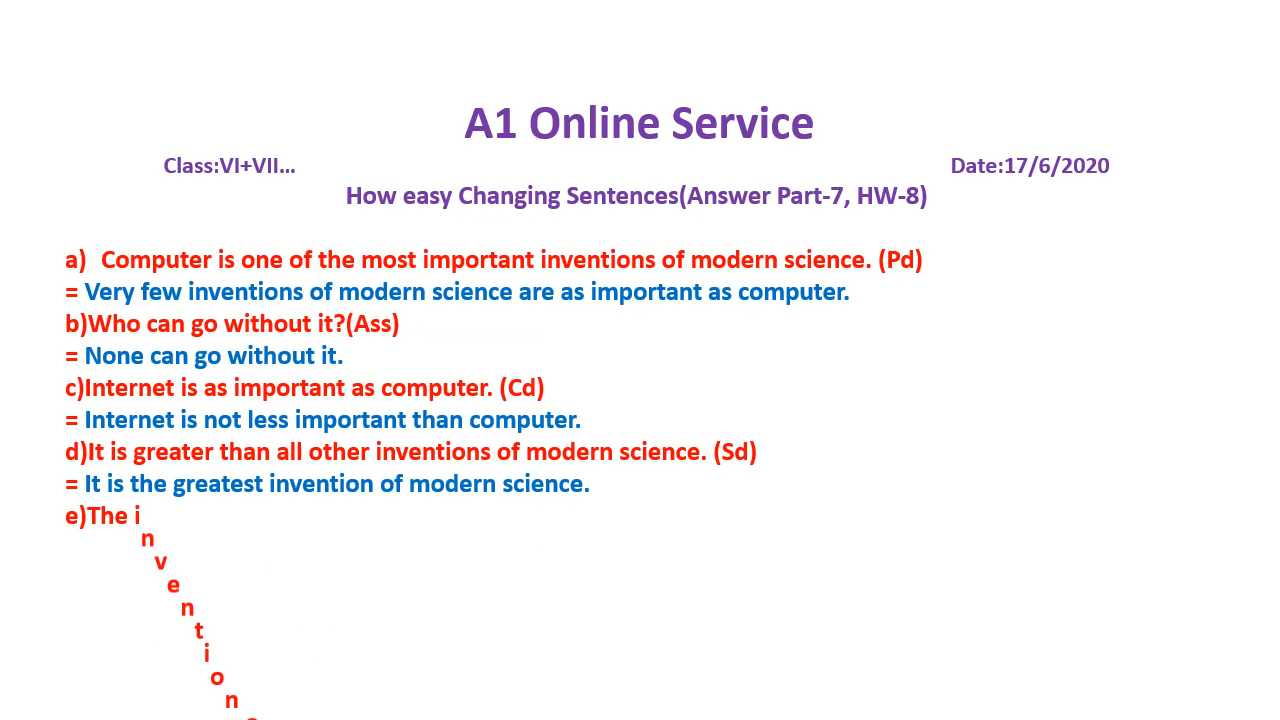 A1 Online Service
Class:VI+VII... Date:17/6/2020
How easy Changing Sentences(Answer Part-7, HW-8)
a) Computer is one of the most important inventions of modern science. (Pd)
= Very few inventions of modern science are as important as computer.
b)Who can go without it?(Ass)
= None can go without it.
c)Internet is as important as computer. (Cd)
= Internet is not less important than computer.
d)It is greater than all other inventions of modern science. (Sd)
= It is the greatest invention of modern science.
e)The invention